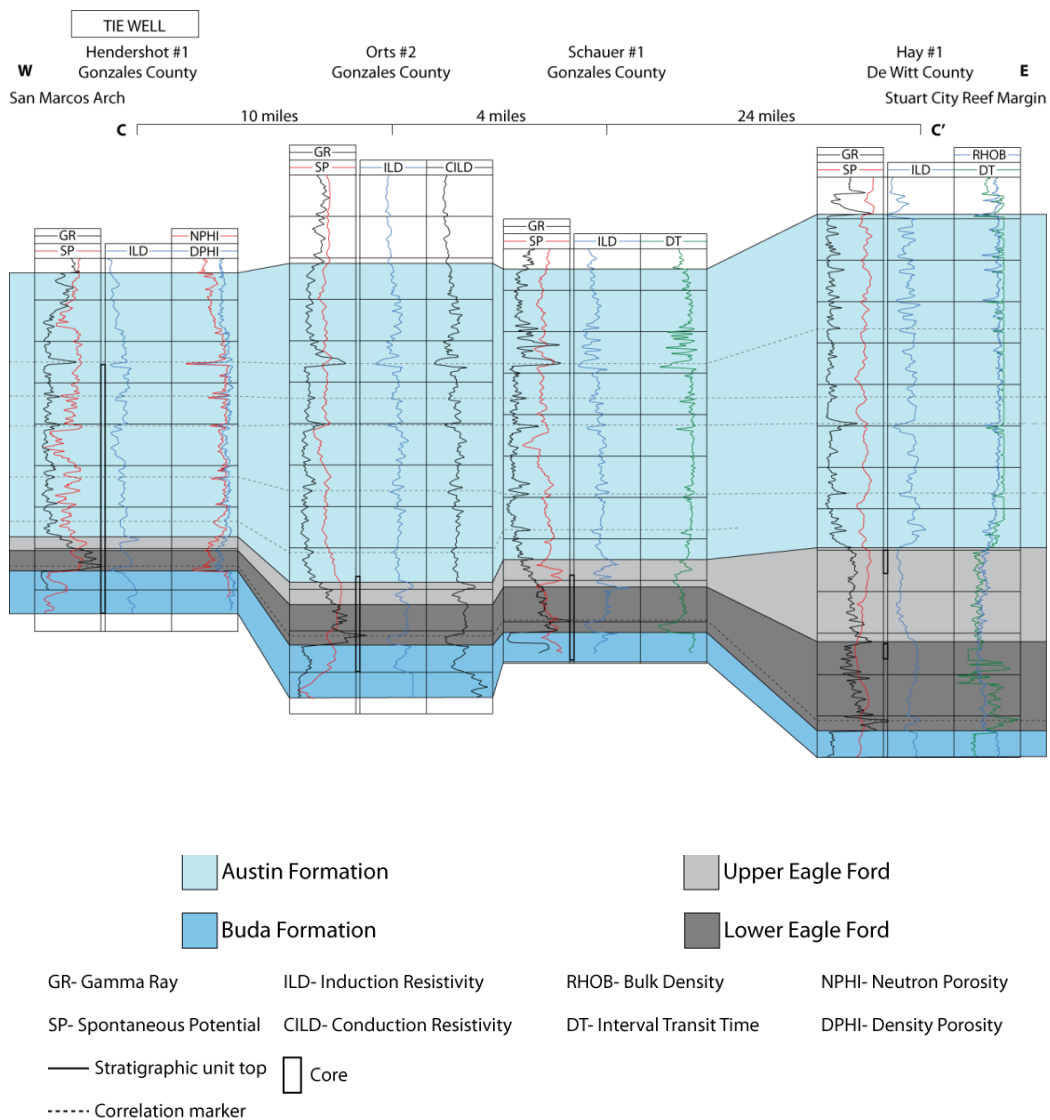 TIE WELL
Hendershot #1
Gonzales County
Orts #2
Gonzales County
Schauer #1
Gonzales County
Hay #1
De Witt County
W
E
San Marcos Arch
Stuart City Reef Margin
10 miles
4 miles
24 miles
C
C'
GR
SP
ILD
NPHI
DPHI
GR
SP
ILD
CILD
GR
SP
ILD
DT
GR
SP
ILD
RHOB
DT
Austin Formation
Upper Eagle Ford
Buda Formation
Lower Eagle Ford
GR- Gamma Ray
ILD- Induction Resistivity
RHOB- Bulk Density
NPHI- Neutron Porosity
SP- Spontaneous Potential
CILD- Conduction Resistivity
DT- Interval Transit Time
DPHI- Density Porosity
Stratigraphic unit top
Core
Correlation marker